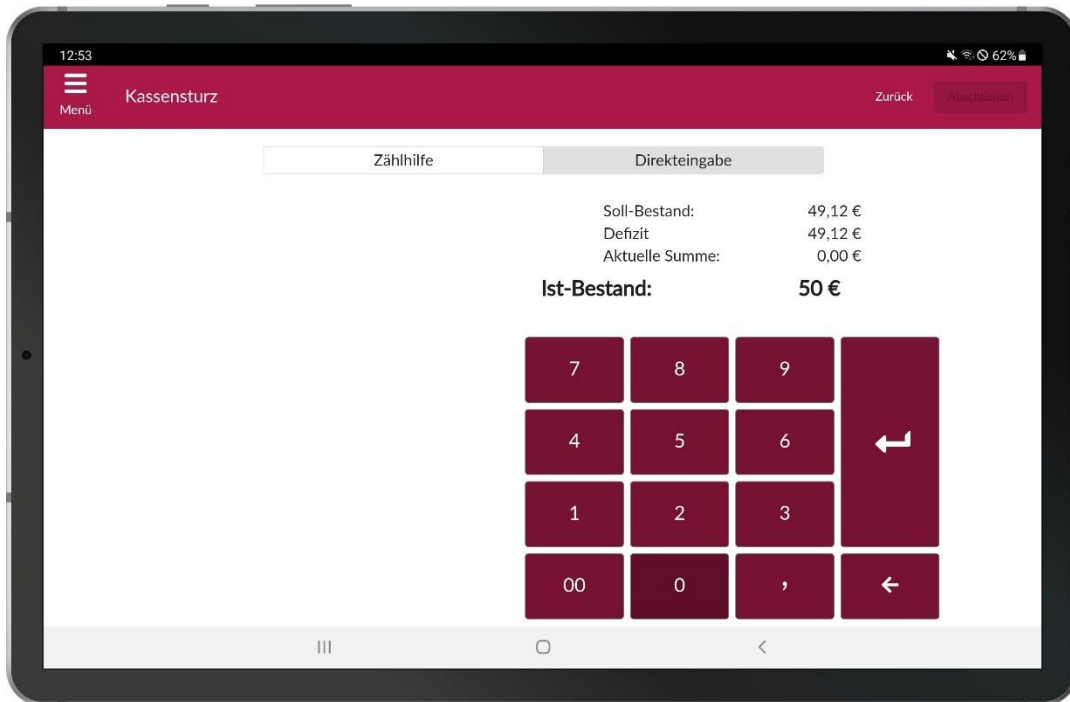 12:53
62%
Menü
Kassensturz
Zurück
Abschließen
Zählhilfe
Direkteingabe
Soll-Bestand: 49,12 €
Defizit 49,12 €
Aktuelle Summe: 0,00 €
Ist-Bestand: 50 €
7 8 9
4 5 6
1 2 3
00 0 ,